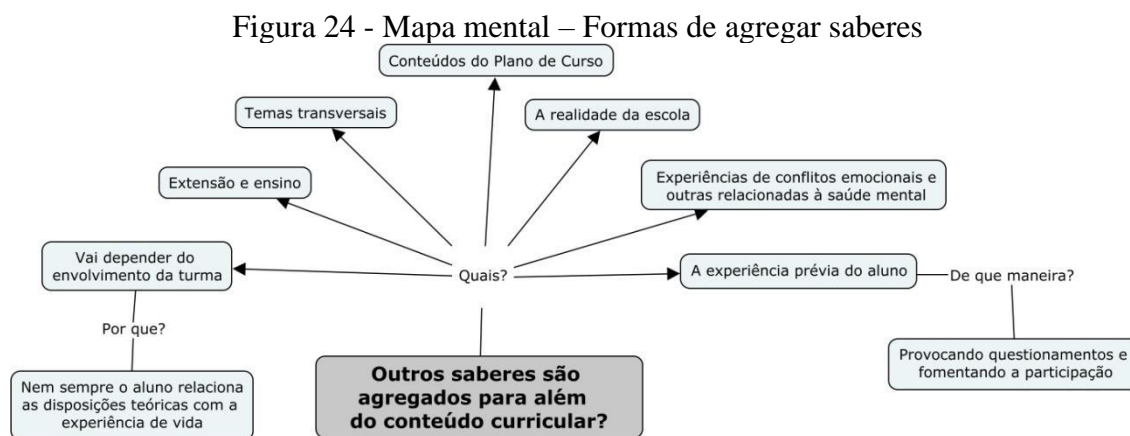 Figura 24 - Mapa mental – Formas de agregar saberes
Conteúdos do Plano de Curso
Temas transversais
A realidade da escola
Extensão e ensino
Experiências de conflitos emocionais e
outras relacionadas à saúde mental
Vai depender do
envolvimento da turma
Quais?
A experiência prévia do aluno
De que maneira?
Por que?
Provocando questionamentos e
fomentando a participação
Nem sempre o aluno relaciona
as disposições teóricas com a
experiência de vida
Outros saberes são
agregados para além
do conteúdo curricular?